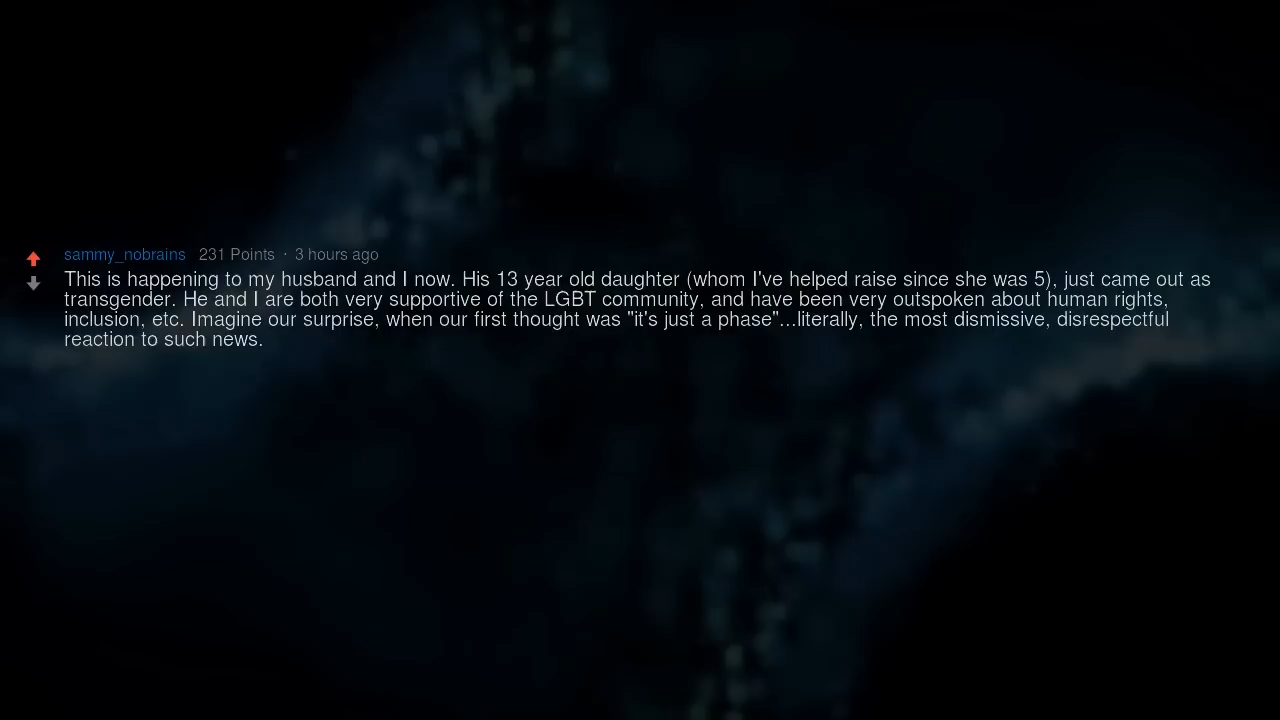 sammy_nobrains 231 Points · 3 hours ago
This is happening to my husband and I now. His 13 year old daughter (whom I've helped raise since she was 5), just came out as
transgender. He and I are both very supportive of the LGBT community, and have been very outspoken about human rights,
inclusion, etc. Imagine our surprise, when our first thought was "it's just a phase"...literally, the most dismissive, disrespectful
reaction to such news.